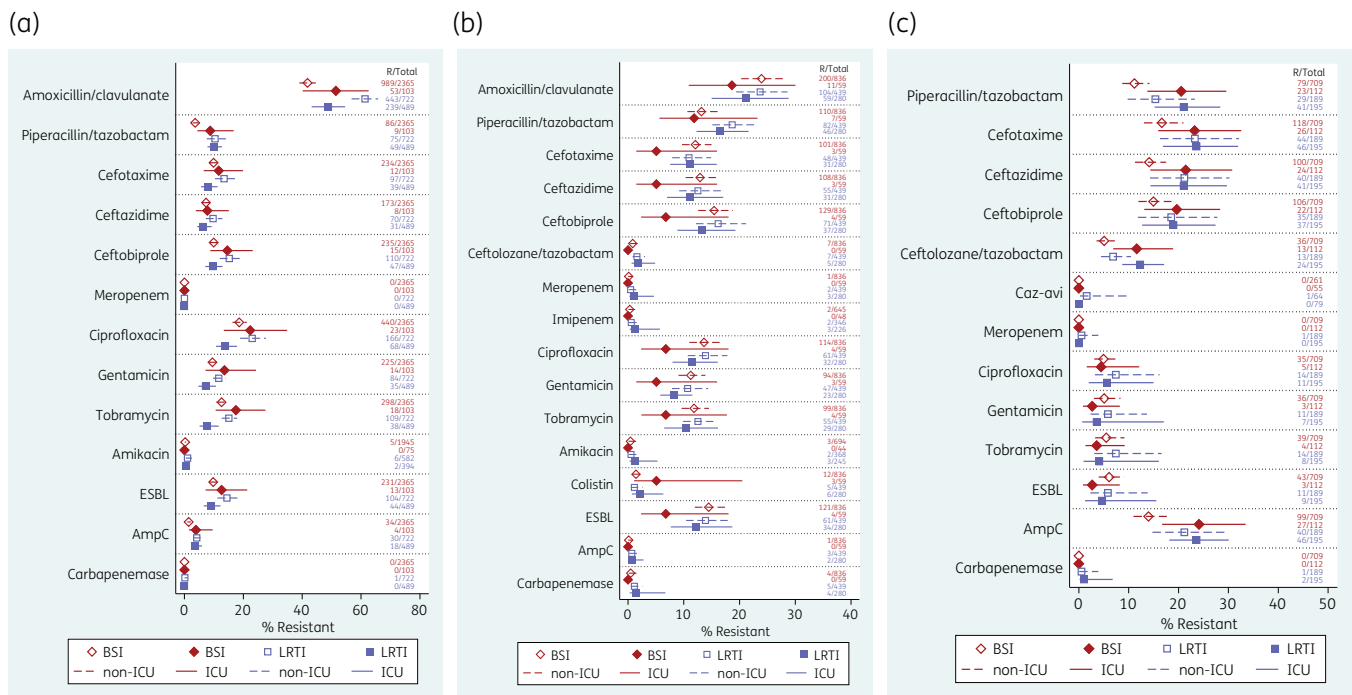 (a)
R/Total
Amoxicillin/clavulanate
989/2365
53/103
443/722
239/489
Piperacillin/tazobactam
86/2365
9/103
75/722
49/489
Cefotaxime
234/2365
12/103
97/722
39/489
Ceftazidime
173/2365
8/103
70/722
31/489
Ceftobiprole
235/2365
15/103
110/722
47/489
Meropenem
0/2365
0/103
0/722
0/489
Ciprofloxacin
440/2365
23/103
166/722
68/489
Gentamicin
225/2365
14/103
84/722
35/489
Tobramycin
298/2365
18/103
109/722
38/489
Amikacin
5/1945
0/75
6/582
2/394
ESBL
231/2365
13/103
104/722
44/489
AmpC
34/2365
4/103
30/722
18/489
Carbapenemase
0/2365
0/103
1/722
0/489
0 20 40 60 80
% Resistant
BSI BSI LRTI LRTI
non-ICU ICU non-ICU ICU
(b)
R/Total
Amoxicillin/clavulanate
200/836
11/59
104/439
59/280
Piperacillin/tazobactam
110/836
7/59
82/439
46/280
Cefotaxime
101/836
3/59
48/439
31/280
Ceftazidime
108/836
3/59
55/439
31/280
Ceftobiprole
129/836
4/59
71/439
37/280
Ceftolozane/tazobactam
7/836
0/59
7/439
5/280
Meropenem
1/836
0/59
2/439
3/280
Imipenem
2/645
0/48
2/346
3/226
Ciprofloxacin
114/836
4/59
61/439
32/280
Gentamicin
94/836
3/59
47/439
23/280
Tobramycin
99/836
4/59
55/439
29/280
Amikacin
3/694
0/44
2/368
3/245
Colistin
12/836
3/59
5/439
6/280
ESBL
121/836
4/59
61/439
34/280
AmpC
1/836
0/59
3/439
2/280
Carbapenemase
4/836
0/59
5/439
4/280
0 10 20 30 40
% Resistant
BSI BSI LRTI LRTI
non-ICU ICU non-ICU ICU
(c)
R/Total
Piperacillin/tazobactam
79/709
23/112
29/189
41/195
Cefotaxime
118/709
26/112
44/189
46/195
Ceftazidime
100/709
24/112
40/189
41/195
Ceftobiprole
106/709
22/112
35/189
37/195
Ceftolozane/tazobactam
36/709
13/112
13/189
24/195
Caz-avi
0/261
0/55
1/64
0/79
Meropenem
0/709
0/112
1/189
0/195
Ciprofloxacin
35/709
5/112
14/189
11/195
Gentamicin
36/709
3/112
11/189
7/195
Tobramycin
39/709
4/112
14/189
8/195
ESBL
43/709
3/112
11/189
9/195
AmpC
99/709
27/112
40/189
46/195
Carbapenemase
0/709
0/112
1/189
2/195
0 10 20 30 40 50
% Resistant
BSI BSI LRTI LRTI
non-ICU ICU non-ICU ICU